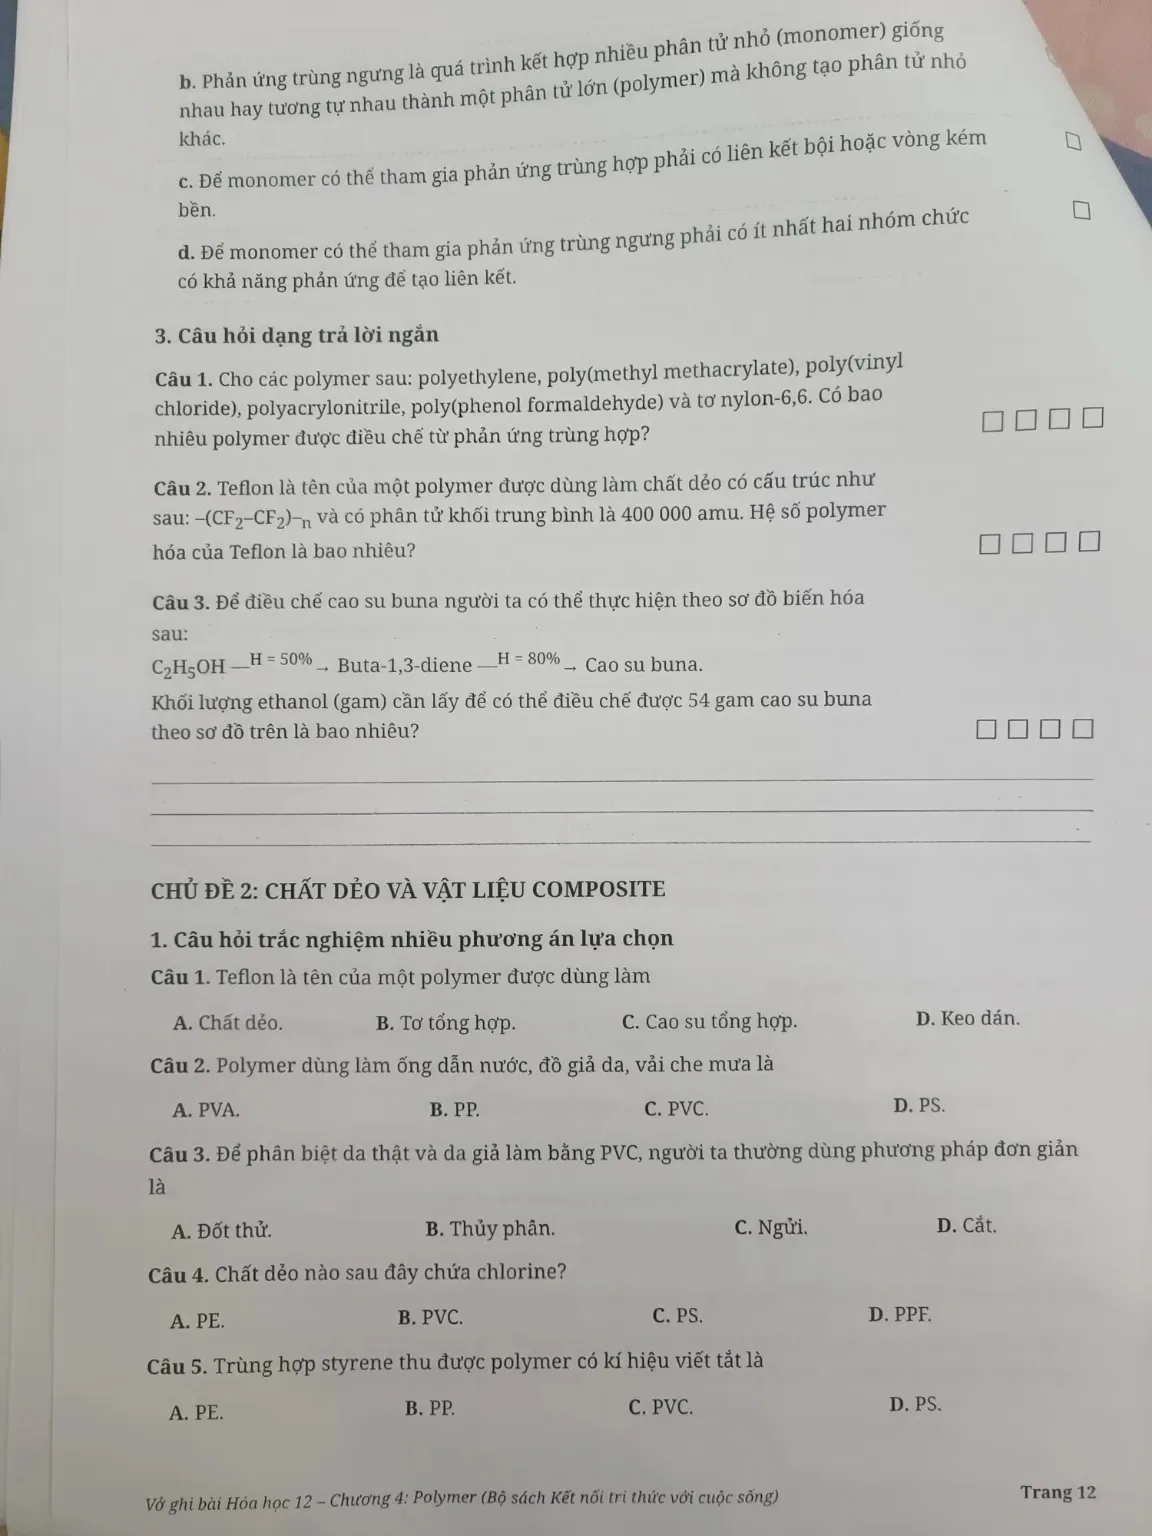 b. Phản ứng trùng ngưng là quá trình kết hợp nhiều phân tử nhỏ (monomer) giống
nhau hay tương tự nhau thành một phân tử lớn (polymer) mà không tạo phân tử nhỏ
khác.
c. Để monomer có thể tham gia phản ứng trùng hợp phải có liên kết bội hoặc vòng kém
bền.
d. Để monomer có thể tham gia phản ứng trùng ngưng phải có ít nhất hai nhóm chức
có khả năng phản ứng để tạo liên kết.
3. Câu hỏi dạng trả lời ngắn
Câu 1. Cho các polymer sau: polyethylene, poly(methyl methacrylate), poly(vinyl
chloride), polyacrylonitrile, poly(phenol formaldehyde) và tơ nylon-6,6. Có bao
nhiêu polymer được điều chế từ phản ứng trùng hợp?
Câu 2. Teflon là tên của một polymer được dùng làm chất dẻo có cấu trúc như
sau: –(CF₂–CF₂)–ₙ và có phân tử khối trung bình là 400 000 amu. Hệ số polymer
hóa của Teflon là bao nhiêu?
Câu 3. Để điều chế cao su buna người ta có thể thực hiện theo sơ đồ biến hóa
sau:
C₂H₅OH —H = 50%→ Buta-1,3-diene —H = 80%→ Cao su buna.
Khối lượng ethanol (gam) cần lấy để có thể điều chế được 54 gam cao su buna
theo sơ đồ trên là bao nhiêu?
CHỦ ĐỀ 2: CHẤT DẺO VÀ VẬT LIỆU COMPOSITE
1. Câu hỏi trắc nghiệm nhiều phương án lựa chọn
Câu 1. Teflon là tên của một polymer được dùng làm
A. Chất dẻo. B. Tơ tổng hợp. C. Cao su tổng hợp. D. Keo dán.
Câu 2. Polymer dùng làm ống dẫn nước, đồ giả da, vải che mưa là
A. PVA. B. PP. C. PVC. D. PS.
Câu 3. Để phân biệt da thật và da giả làm bằng PVC, người ta thường dùng phương pháp đơn giản
là
A. Đốt thử. B. Thủy phân. C. Ngửi. D. Cắt.
Câu 4. Chất dẻo nào sau đây chứa chlorine?
A. PE. B. PVC. C. PS. D. PPF.
Câu 5. Trùng hợp styrene thu được polymer có kí hiệu viết tắt là
A. PE. B. PP. C. PVC. D. PS.
Vở ghi bài Hóa học 12 – Chương 4: Polymer (Bộ sách Kết nối tri thức với cuộc sống) Trang 12